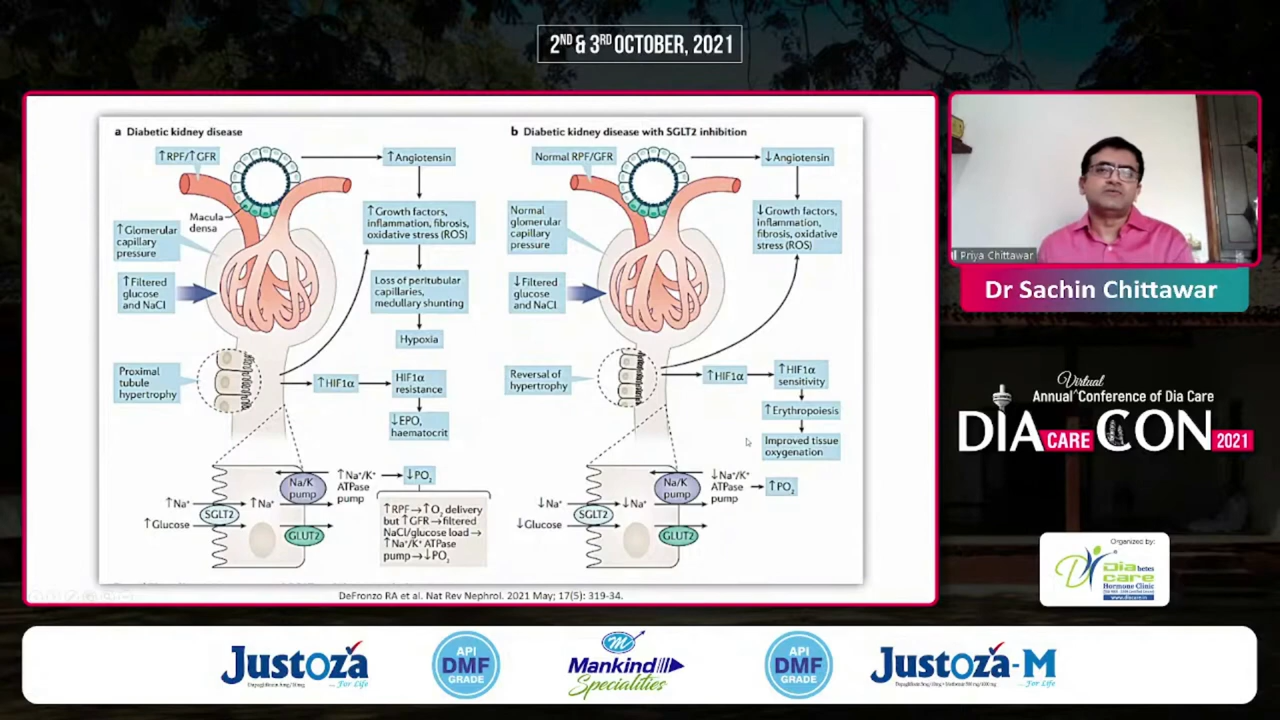 2ND & 3RD OCTOBER, 2021
a Diabetic kidney disease
↑RPF/↑GFR
↑Angiotensin
Macula
densa
↑Glomerular
capillary
pressure
↑Growth factors,
inflammation, fibrosis,
oxidative stress (ROS)
↑Filtered
glucose
and NaCl
Loss of peritubular
capillaries,
medullary shunting
Hypoxia
Proximal
tubule
hypertrophy
↑HIF1α
HIF1α
resistance
↓EPO,
haematocrit
Na/K
pump
↑Na⁺/K⁺
ATPase
pump
↓PO₂
↑Na⁺
↑Na⁺
SGLT2
↑Glucose
GLUT2
↑RPF→↑O₂ delivery
but ↑GFR→filtered
NaCl/glucose load→
↑Na⁺/K⁺ ATPase
pump→↓PO₂
b Diabetic kidney disease with SGLT2 inhibition
Normal RPF/GFR
↓Angiotensin
Normal
glomerular
capillary
pressure
↓Growth factors,
inflammation,
fibrosis, oxidative
stress (ROS)
↓Filtered
glucose
and NaCl
Reversal of
hypertrophy
↑HIF1α
↑HIF1α
sensitivity
↑Erythropoiesis
Improved tissue
oxygenation
Na/K
pump
↓Na⁺/K⁺
ATPase
pump
↑PO₂
↓Na⁺
↓Na⁺
SGLT2
↓Glucose
GLUT2
DeFronzo RA et al. Nat Rev Nephrol. 2021 May; 17(5): 319-34.
Priya Chittawar
Dr Sachin Chittawar
Virtual
Annual ^Conference of Dia Care
DIA CARE CON 2021
Organized by:
Diabetes
care
Hormone Clinic
www.diacare.in
JUSTOZA
...For Life
API
DMF
GRADE
Mankind
Specialities
API
DMF
GRADE
JUSTOZA-M
...For Life